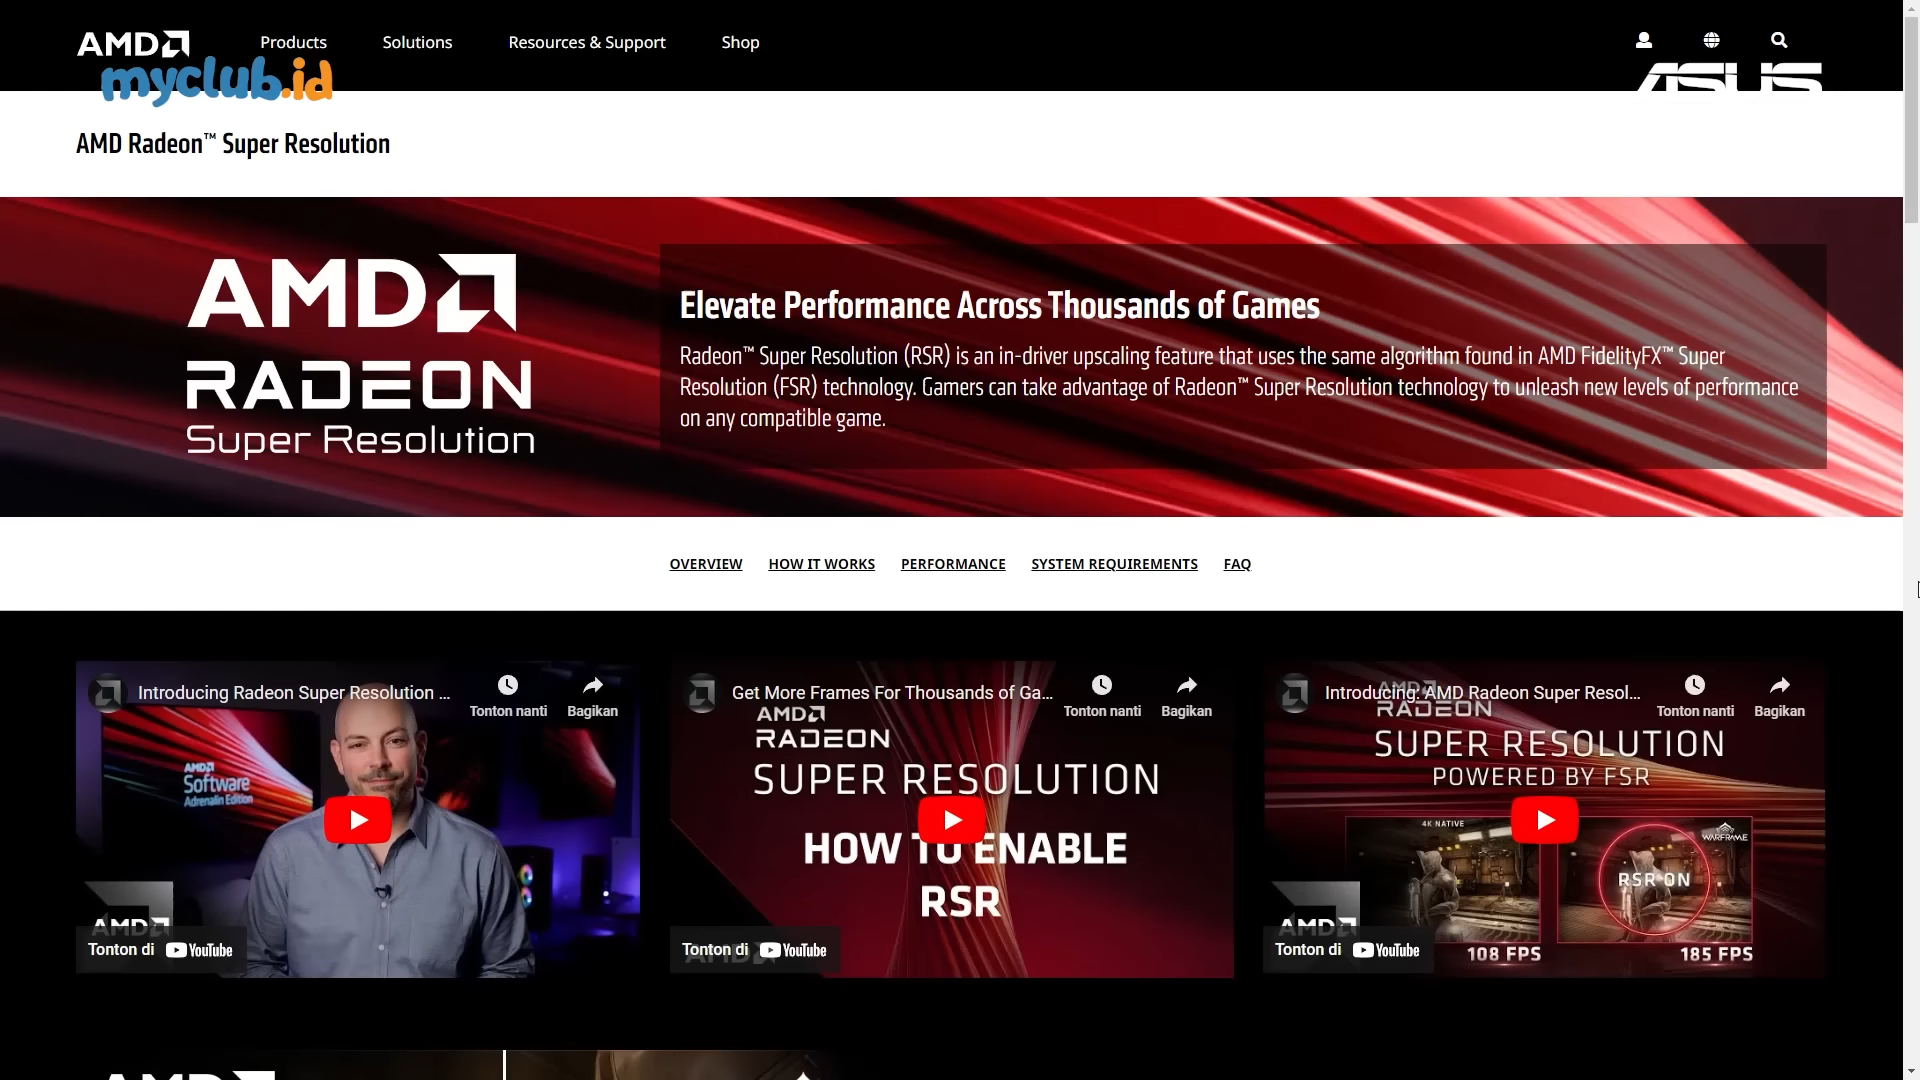 AMD
Products
Solutions
Resources & Support
Shop
myclub.id
ASUS
AMD Radeon™ Super Resolution
AMD
RADEON
Super Resolution
Elevate Performance Across Thousands of Games
Radeon™ Super Resolution (RSR) is an in-driver upscaling feature that uses the same algorithm found in AMD FidelityFX™ Super
Resolution (FSR) technology. Gamers can take advantage of Radeon™ Super Resolution technology to unleash new levels of performance
on any compatible game.
OVERVIEW
HOW IT WORKS
PERFORMANCE
SYSTEM REQUIREMENTS
FAQ
Introducing Radeon Super Resolution ...
Tonton nanti
Bagikan
AMD
Software
Adrenalin Edition
AMD
Tonton di YouTube
Get More Frames For Thousands of Ga...
Tonton nanti
Bagikan
AMD
RADEON
SUPER RESOLUTION
HOW TO ENABLE
RSR
AMD
Tonton di YouTube
Introducing: AMD Radeon Super Resol...
Tonton nanti
Bagikan
AMD
RADEON
SUPER RESOLUTION
POWERED BY FSR
4K NATIVE
WARFRAME
RSR ON
AMD
108 FPS
185 FPS
Tonton di YouTube
AMD